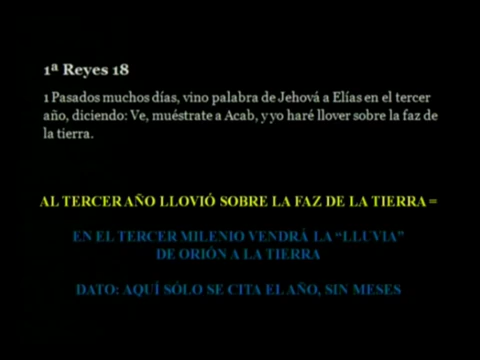 1ª Reyes 18
1 Pasados muchos días, vino palabra de Jehová a Elías en el tercer
año, diciendo: Ve, muéstrate a Acab, y yo haré llover sobre la faz de
la tierra.
AL TERCER AÑO LLOVIÓ SOBRE LA FAZ DE LA TIERRA =
EN EL TERCER MILENIO VENDRÁ LA “LLUVIA”
DE ORIÓN A LA TIERRA
DATO: AQUÍ SÓLO SE CITA EL AÑO, SIN MESES